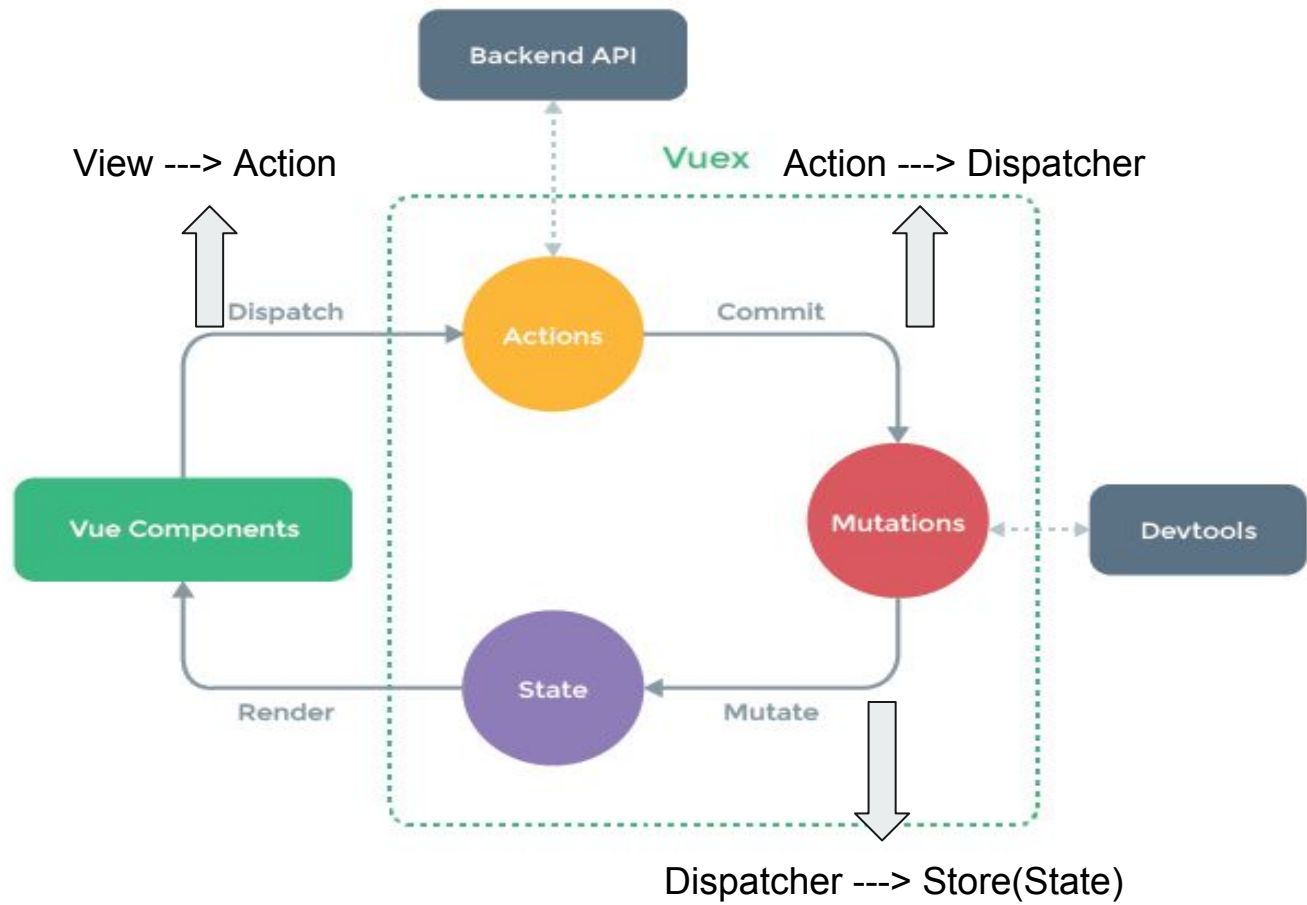 Backend API
View ---> Action
Vuex
Action ---> Dispatcher
Dispatch
Actions
Commit
Vue Components
Mutations
Devtools
State
Render
Mutate
Dispatcher ---> Store(State)